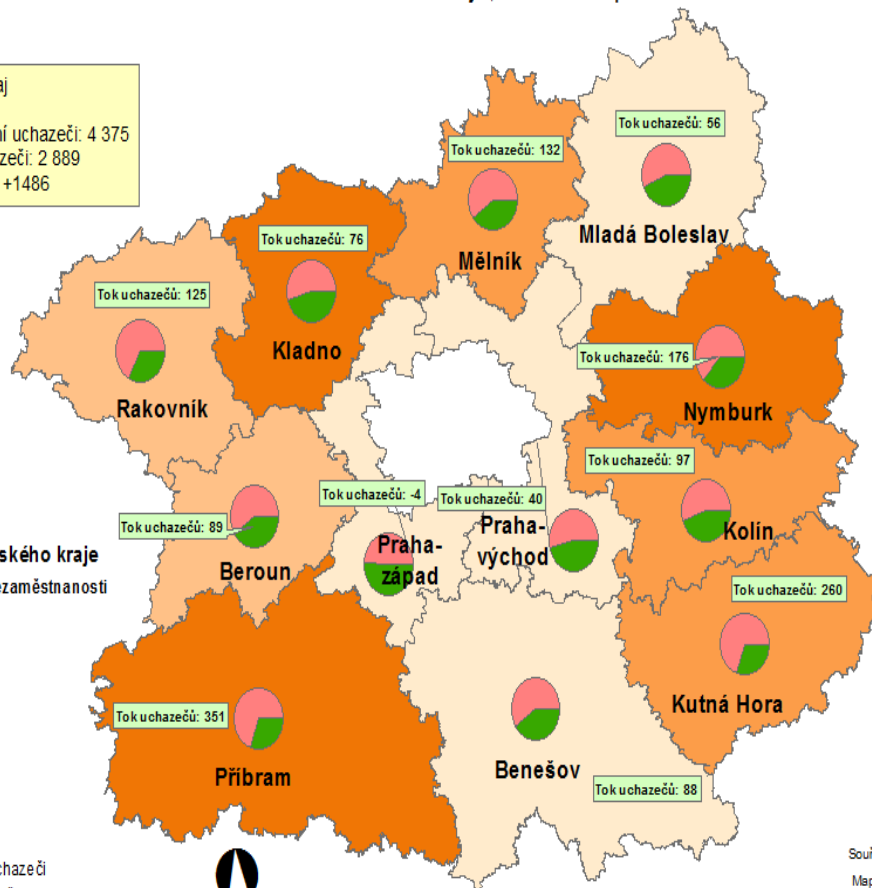 aj
ní uchazeči: 4 375
zeči: 2 889
+1486
Tok uchazečů: 56
Mladá Boleslav
Tok uchazečů: 132
Mělník
Tok uchazečů: 76
Kladno
Tok uchazečů: 125
Rakovník
Tok uchazečů: 176
Nymburk
Tok uchazečů: 97
Kolín
Tok uchazečů: -4
Praha-
západ
Tok uchazečů: 40
Praha-
východ
Tok uchazečů: 89
Beroun
ského kraje
ezaměstnanosti
Tok uchazečů: 260
Kutná Hora
Tok uchazečů: 351
Příbram
Benešov
Tok uchazečů: 88
chazeči
Souř
Map